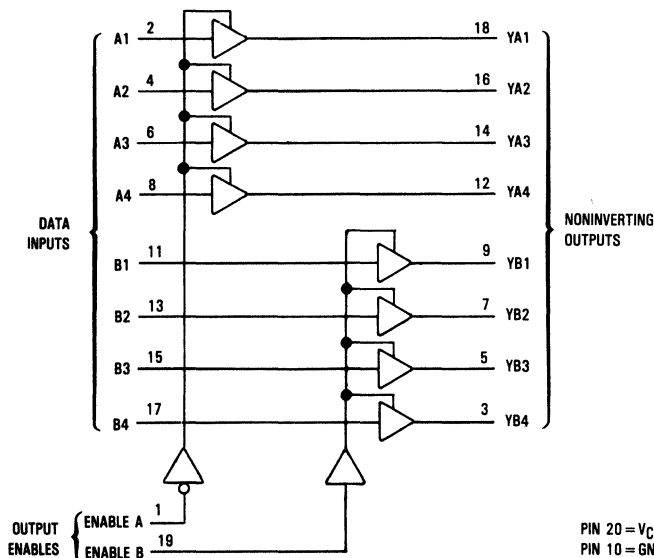 A1 2 18 YA1
A2 4 16 YA2
A3 6 14 YA3
A4 8 12 YA4
DATA
INPUTS
NONINVERTING
OUTPUTS
B1 11 9 YB1
B2 13 7 YB2
B3 15 5 YB3
B4 17 3 YB4
OUTPUT
ENABLES
ENABLE A 1
ENABLE B 19
PIN 20 = VC
PIN 10 = GN